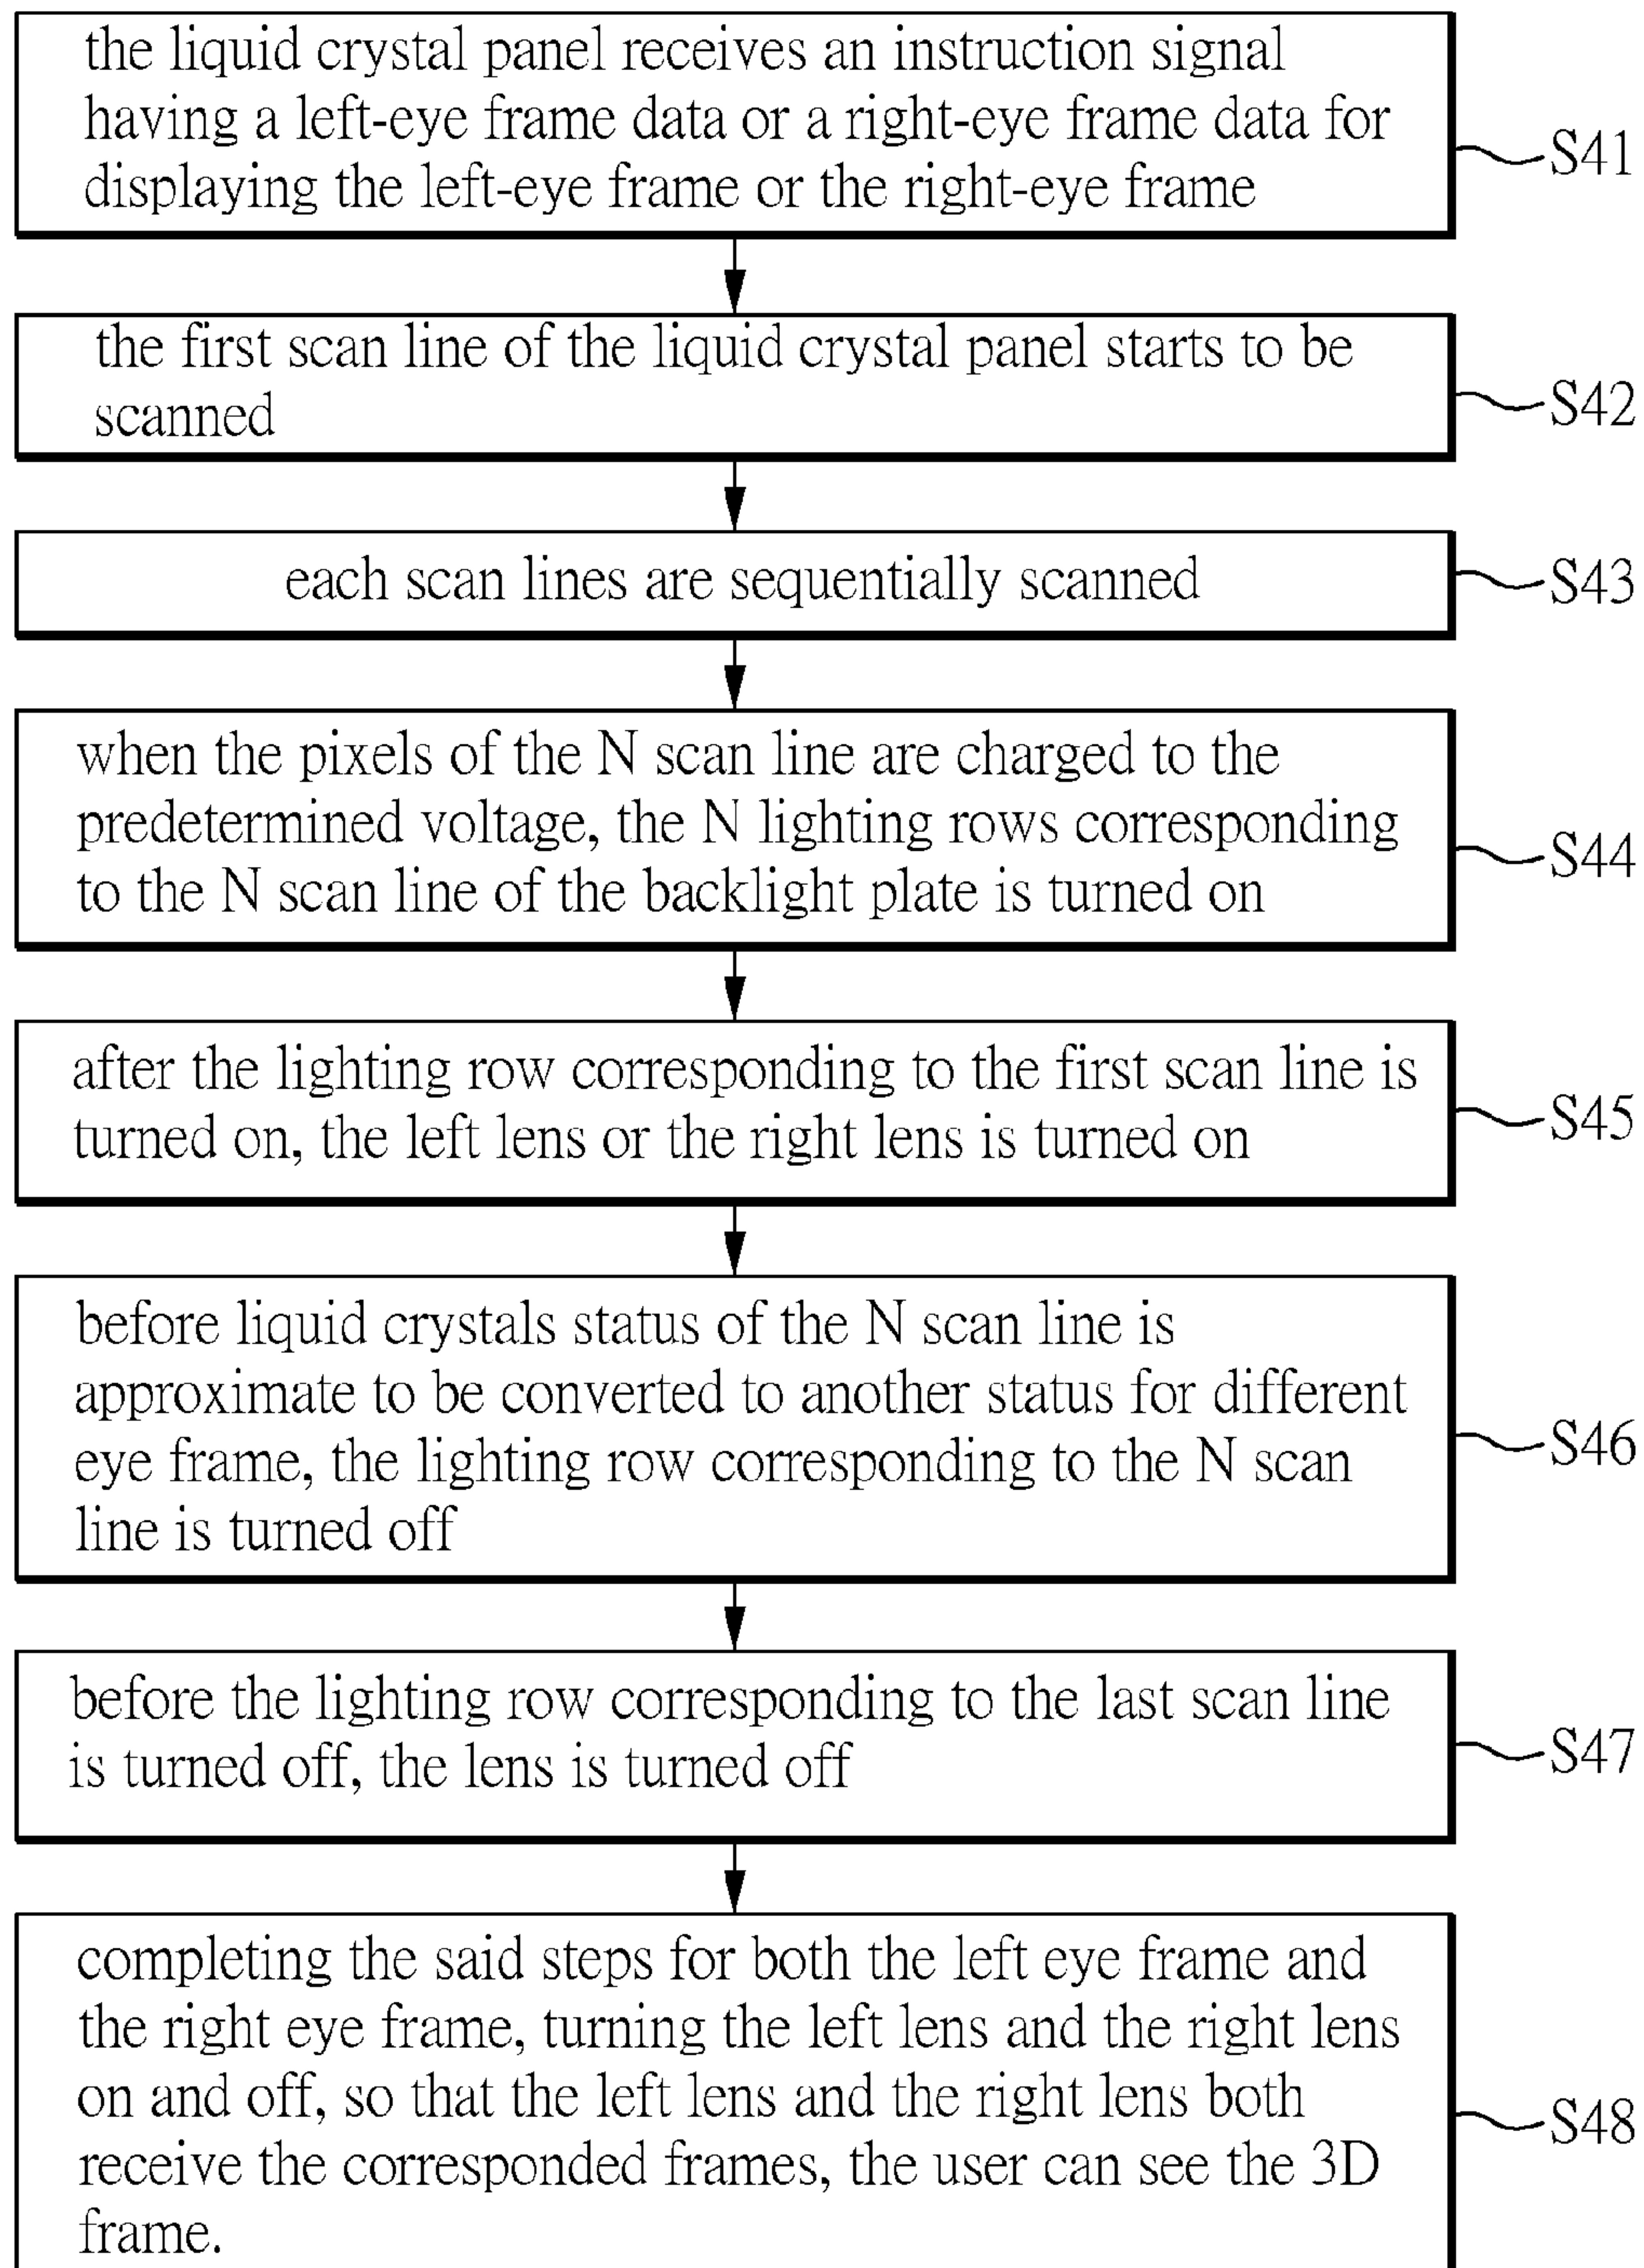 the liquid crystal panel receives an instruction signal
having a left-eye frame data or a right-eye frame data for
displaying the left-eye frame or the right-eye frame
S41
the first scan line of the liquid crystal panel starts to be
scanned
S42
each scan lines are sequentially scanned
S43
when the pixels of the N scan line are charged to the
predetermined voltage, the N lighting rows corresponding
to the N scan line of the backlight plate is turned on
S44
after the lighting row corresponding to the first scan line is
turned on, the left lens or the right lens is turned on
S45
before liquid crystals status of the N scan line is
approximate to be converted to another status for different
eye frame, the lighting row corresponding to the N scan
line is turned off
S46
before the lighting row corresponding to the last scan line
is turned off, the lens is turned off
S47
completing the said steps for both the left eye frame and
the right eye frame, turning the left lens and the right lens
on and off, so that the left lens and the right lens both
receive the corresponded frames, the user can see the 3D
frame.
S48